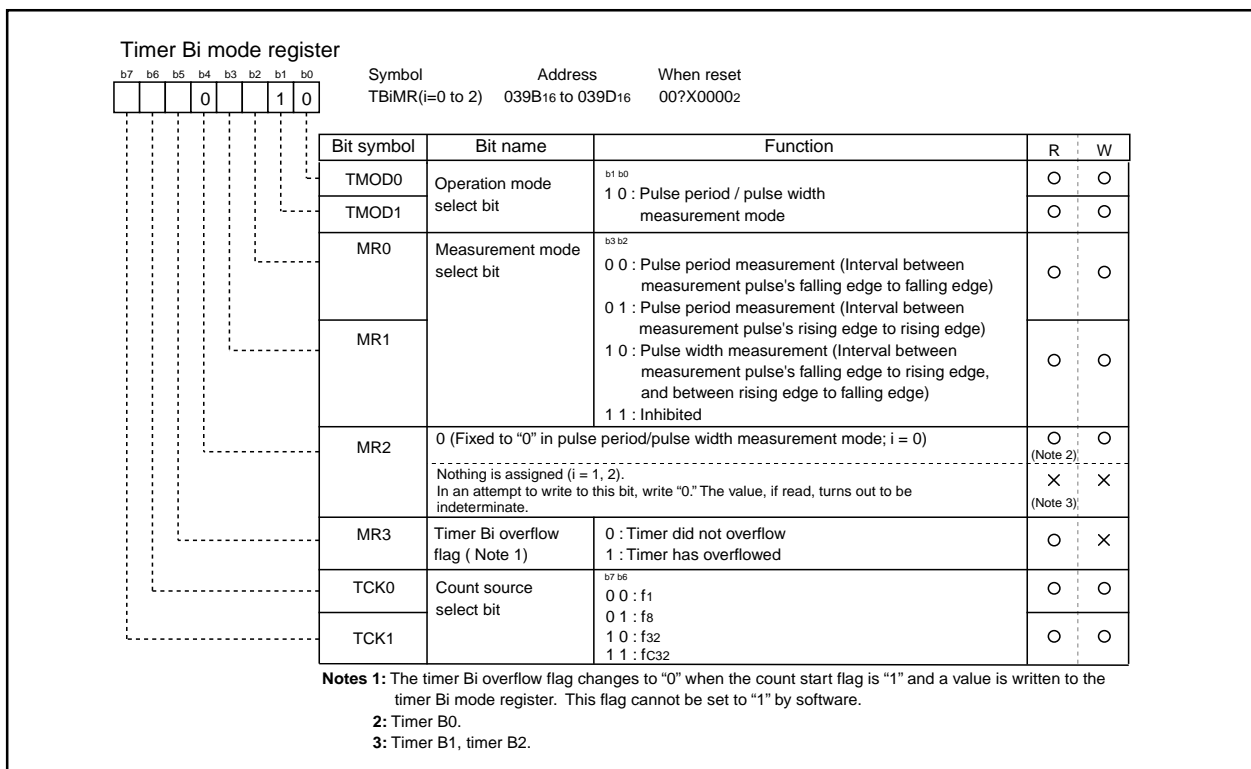 Timer Bi mode register
b7 b6 b5 b4 b3 b2 b1 b0
0 1 0
Symbol Address When reset
TBiMR(i=0 to 2) 039B16 to 039D16 00?X00002
Bit symbol Bit name Function R W
TMOD0 Operation mode select bit
b1 b0
1 0 : Pulse period / pulse width
measurement mode
TMOD1
MR0 Measurement mode select bit
b3 b2
0 0 : Pulse period measurement (Interval between
measurement pulse's falling edge to falling edge)
0 1 : Pulse period measurement (Interval between
measurement pulse's rising edge to rising edge)
MR1
1 0 : Pulse width measurement (Interval between
measurement pulse's falling edge to rising edge,
and between rising edge to falling edge)
1 1 : Inhibited
MR2 0 (Fixed to “0” in pulse period/pulse width measurement mode; i = 0)
(Note 2)
Nothing is assigned (i = 1, 2).
In an attempt to write to this bit, write “0.” The value, if read, turns out to be
indeterminate.
(Note 3)
MR3 Timer Bi overflow flag ( Note 1)
0 : Timer did not overflow
1 : Timer has overflowed
TCK0 Count source select bit
b7 b6
0 0 : f1
0 1 : f8
TCK1
1 0 : f32
1 1 : fC32
Notes 1: The timer Bi overflow flag changes to “0” when the count start flag is “1” and a value is written to the
timer Bi mode register. This flag cannot be set to “1” by software.
2: Timer B0.
3: Timer B1, timer B2.